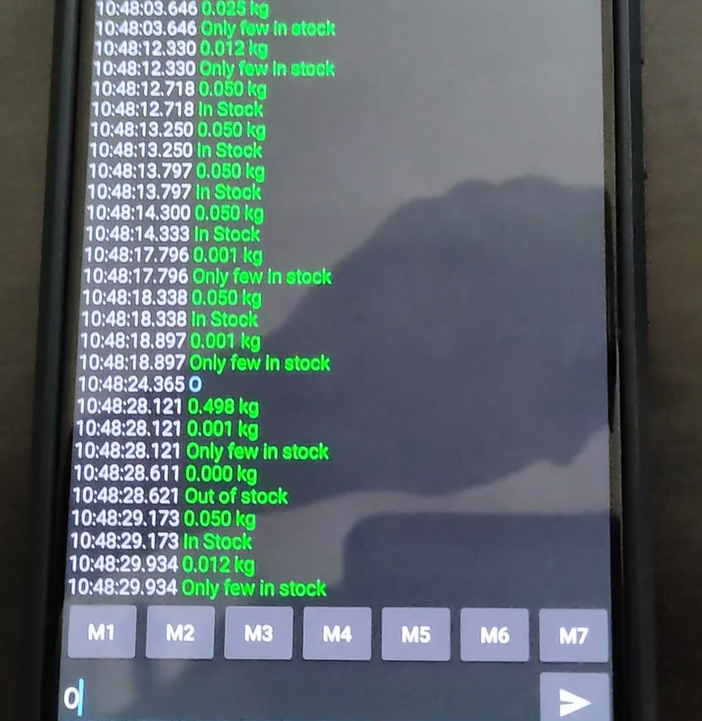 10:48:03.646 0.025 kg
10:48:03.646 Only few in stock
10:48:12.330 0.012 kg
10:48:12.330 Only few in stock
10:48:12.718 0.050 kg
10:48:12.718 In Stock
10:48:13.250 0.050 kg
10:48:13.250 In Stock
10:48:13.797 0.050 kg
10:48:13.797 In Stock
10:48:14.300 0.050 kg
10:48:14.333 In Stock
10:48:17.796 0.001 kg
10:48:17.796 Only few in stock
10:48:18.338 0.050 kg
10:48:18.338 In Stock
10:48:18.897 0.001 kg
10:48:18.897 Only few in stock
10:48:24.365 O
10:48:28.121 0.498 kg
10:48:28.121 0.001 kg
10:48:28.121 Only few in stock
10:48:28.611 0.000 kg
10:48:28.621 Out of stock
10:48:29.173 0.050 kg
10:48:29.173 In Stock
10:48:29.934 0.012 kg
10:48:29.934 Only few in stock
M1 M2 M3 M4 M5 M6 M7
O